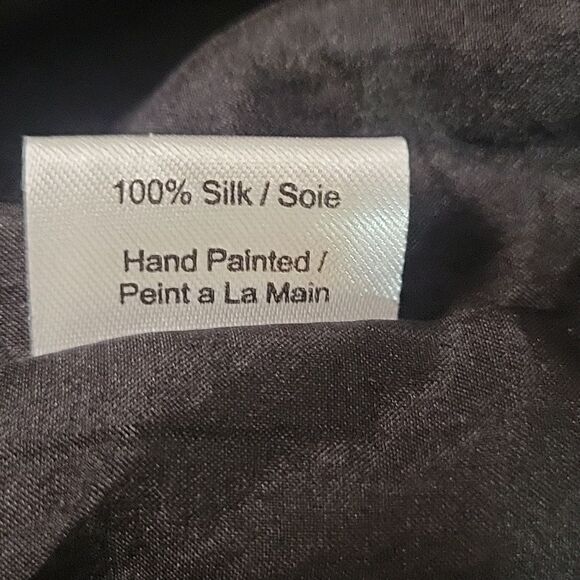 100% Silk / Soie
Hand Painted /
Peint a La Main